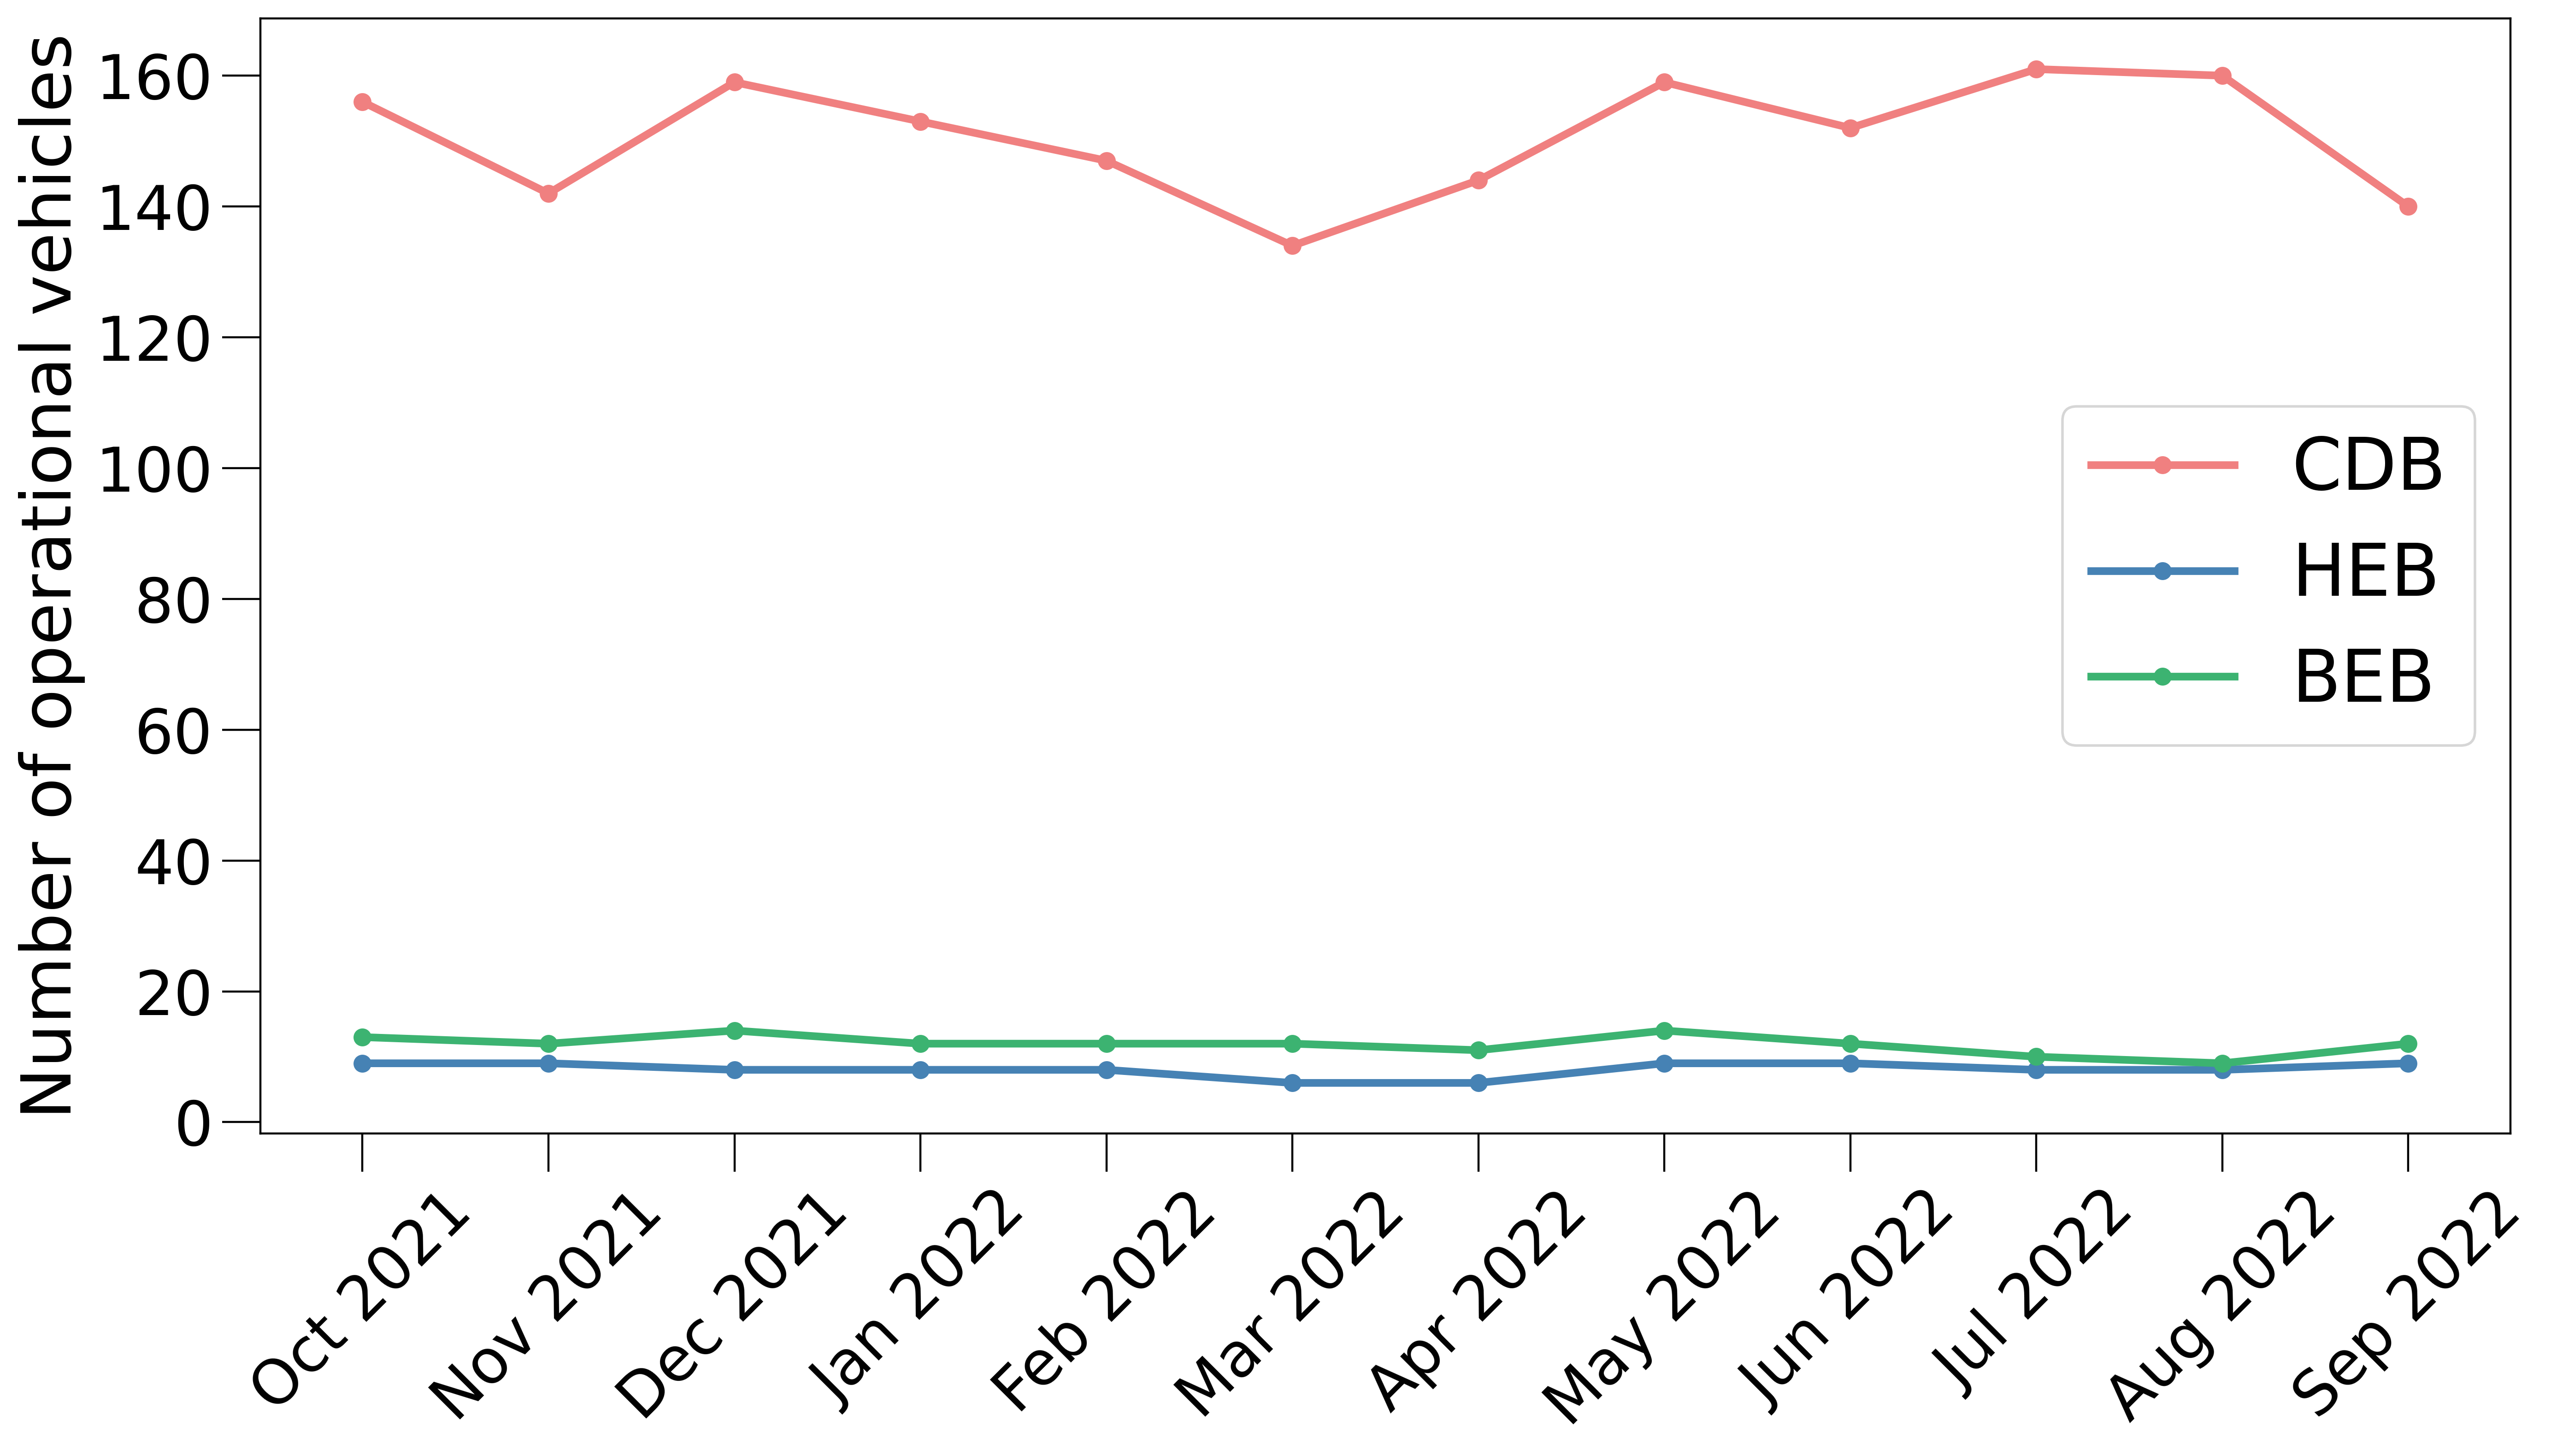 Number of operational vehicles
160
140
120
100
80
60
40
20
0
CDB
HEB
BEB
Oct 2021
Nov 2021
Dec 2021
Jan 2022
Feb 2022
Mar 2022
Apr 2022
May 2022
Jun 2022
Jul 2022
Aug 2022
Sep 2022